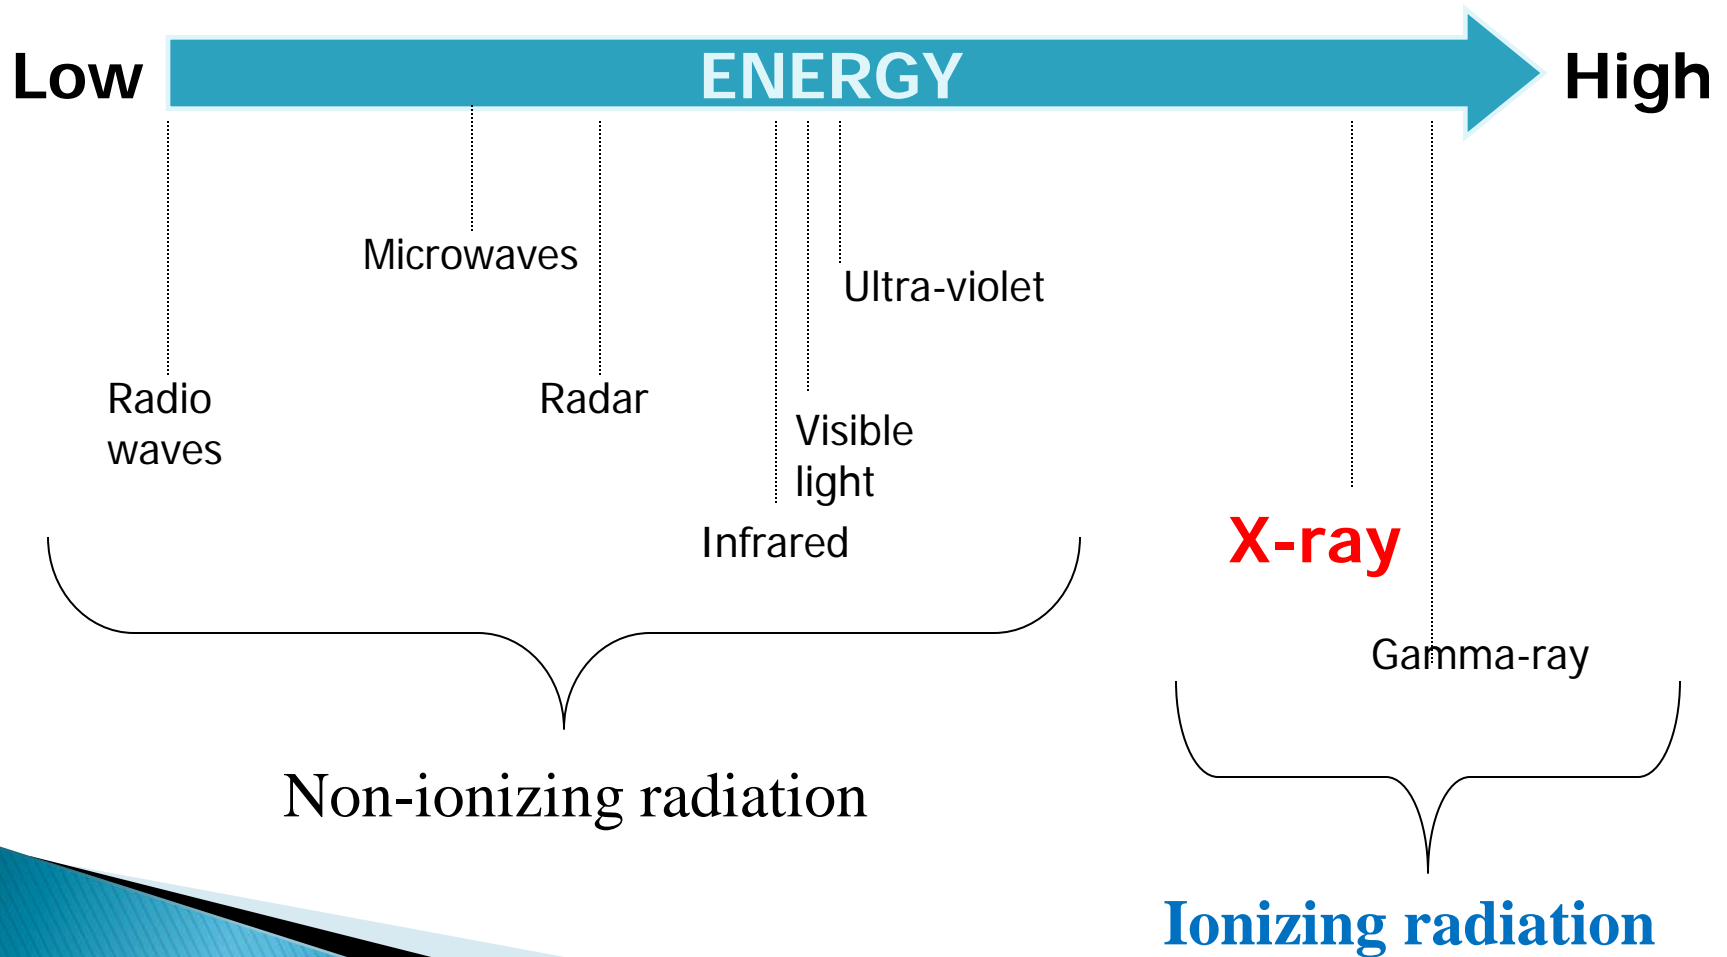 Low ENERGY High
Microwaves
Ultra-violet
Radio
waves
Radar
Visible
light
Infrared
X-ray
Gamma-ray
Non-ionizing radiation
Ionizing radiation